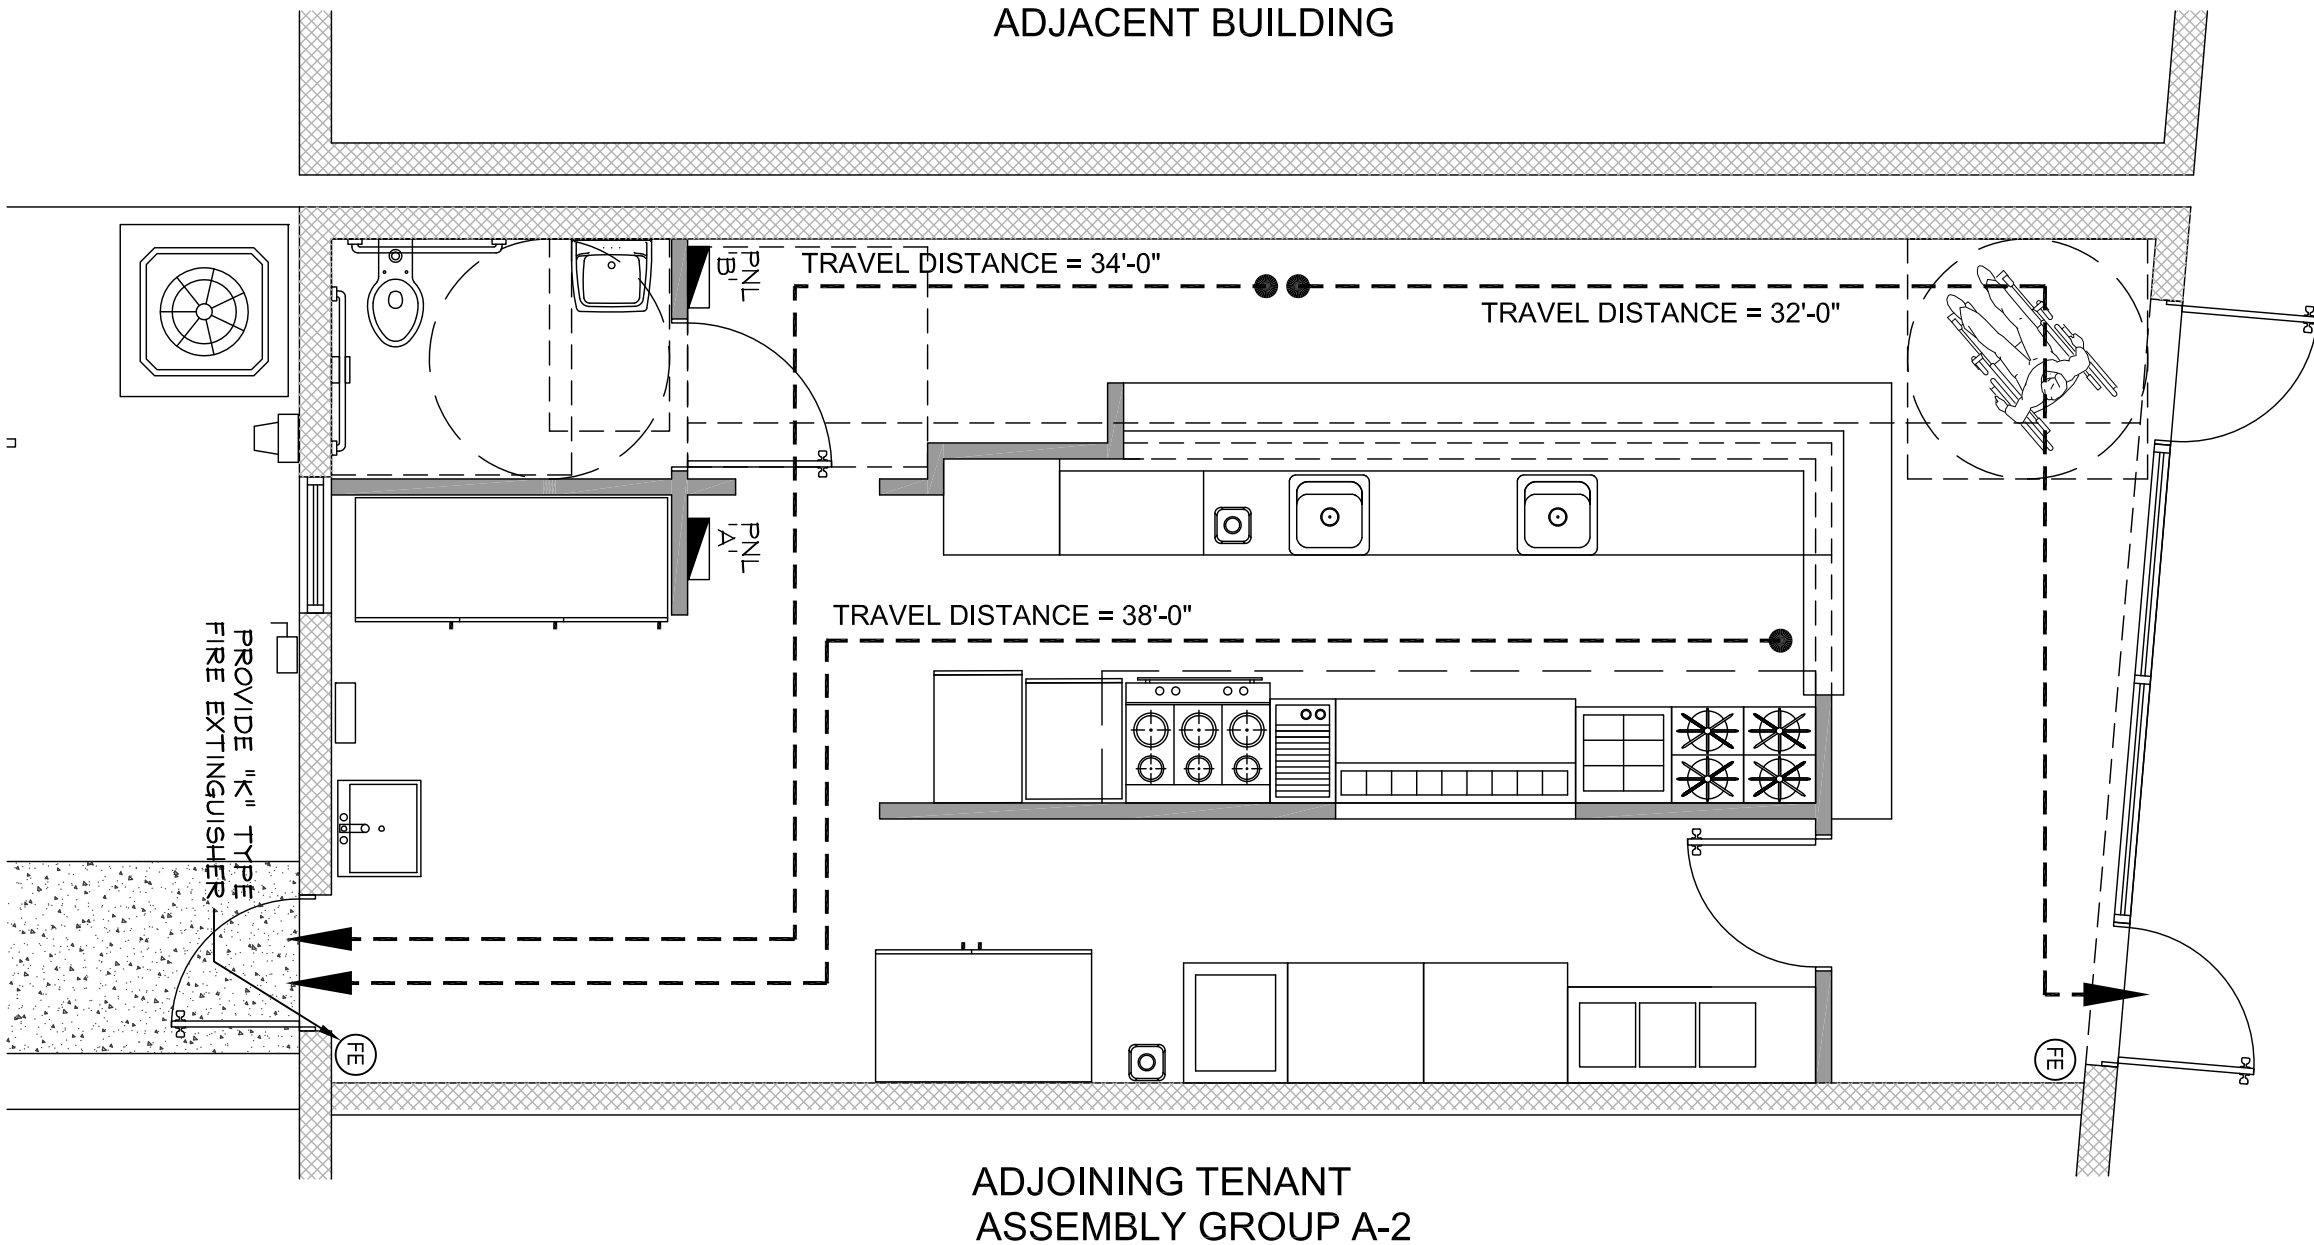 ADJACENT BUILDING
TRAVEL DISTANCE = 34'-0"
TRAVEL DISTANCE = 32'-0"
PNL
'B'
PNL
'A'
TRAVEL DISTANCE = 38'-0"
PROVIDE "K" TYPE
FIRE EXTINGUISHER
FE
FE
ADJOINING TENANT
ASSEMBLY GROUP A-2